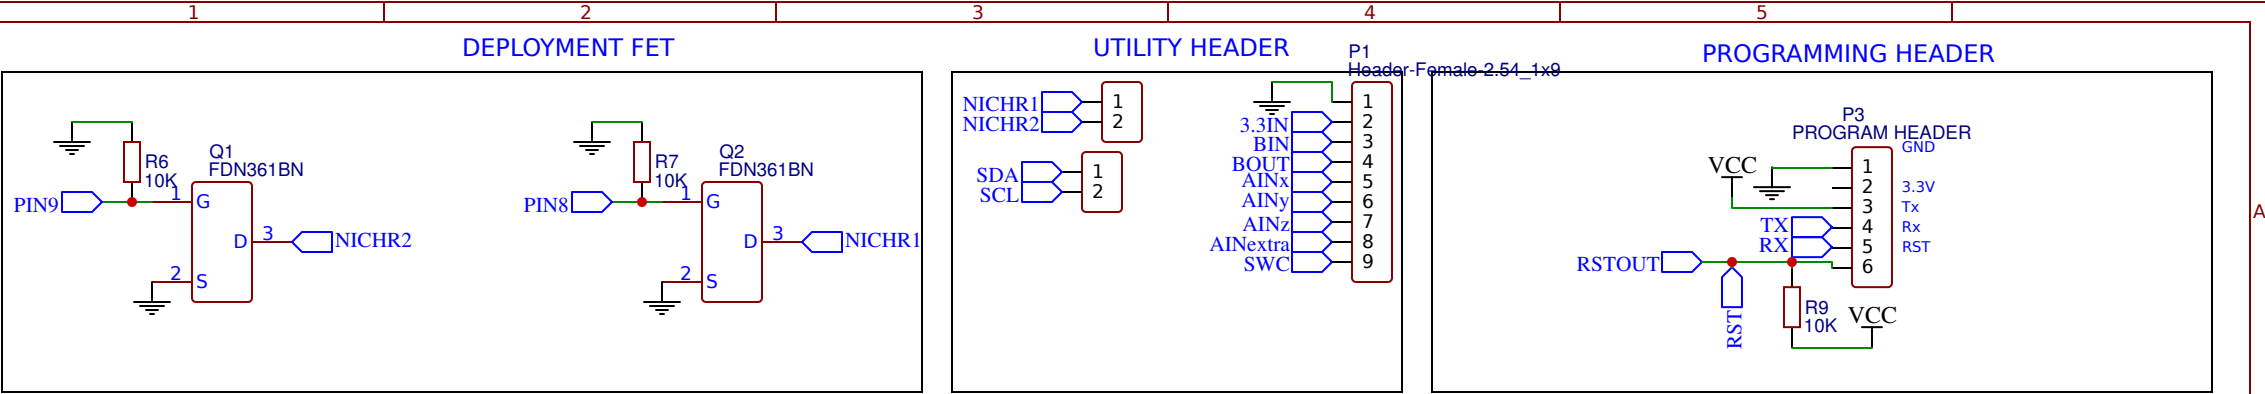 1 2 3 4 5
DEPLOYMENT FET
R6
10K
Q1
FDN361BN
PIN9
1
G
D
3
NICHR2
2
S
R7
10K
Q2
FDN361BN
PIN8
1
G
D
3
NICHR1
2
S
UTILITY HEADER
NICHR1
NICHR2
1
2
SDA
SCL
1
2
P1
Header-Female-2.54_1x9
3.3IN
BIN
BOUT
AINx
AINy
AINz
AINextra
SWC
1
2
3
4
5
6
7
8
9
PROGRAMMING HEADER
P3
PROGRAM HEADER
GND
VCC
1
2
3
4
5
6
3.3V
Tx
Rx
RST
TX
RX
RSTOUT
RST
R9
10K
VCC
A